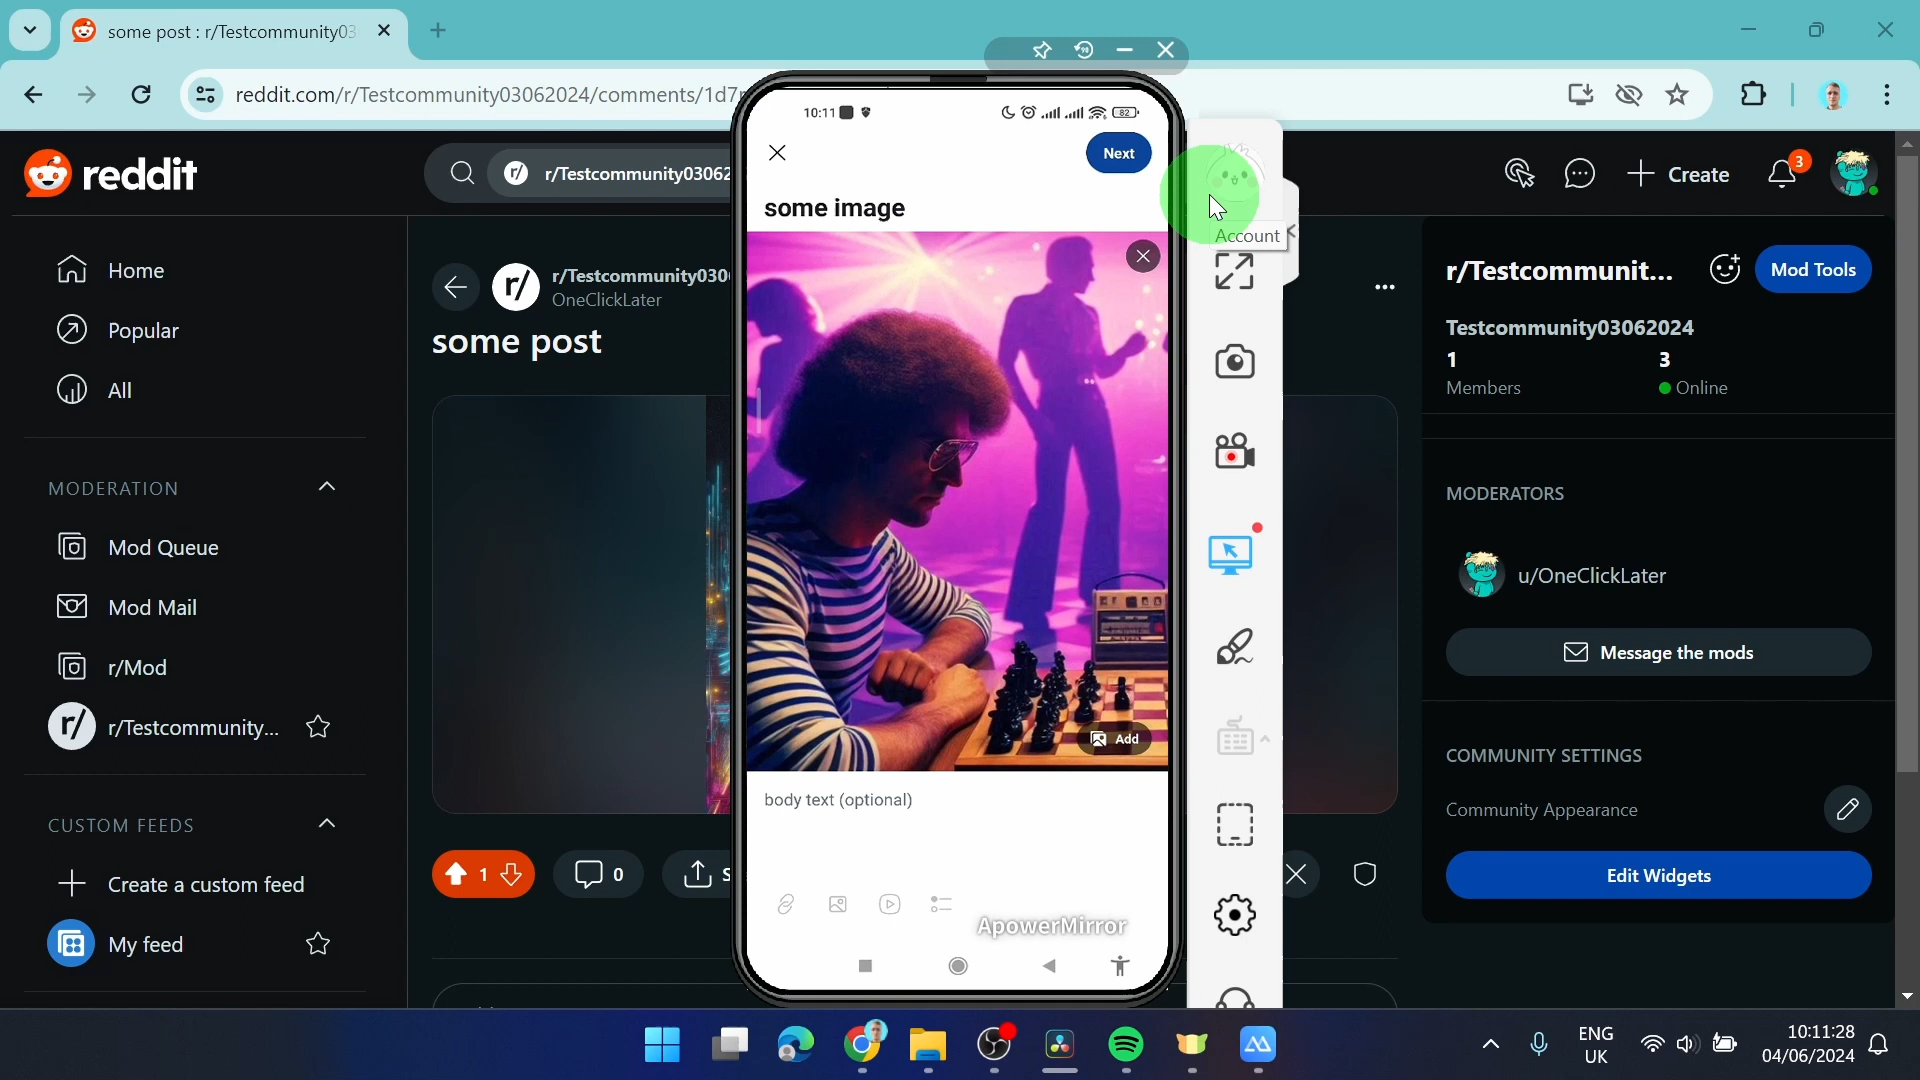 some post : r/Testcommunity03
reddit.com/r/Testcommunity03062024/comments/1d7
reddit
r/ r/Testcommunity03062
Create
3
Home
Popular
All
MODERATION
Mod Queue
Mod Mail
r/Mod
r/ r/Testcommunity...
CUSTOM FEEDS
Create a custom feed
My feed
r/ r/Testcommunity030
OneClickLater
some post
1
0
10:11
82
Next
some image
Add
body text (optional)
ApowerMirror
Account
r/Testcommunit...
Mod Tools
Testcommunity03062024
1 3
Members Online
MODERATORS
u/OneClickLater
Message the mods
COMMUNITY SETTINGS
Community Appearance
Edit Widgets
ENG
UK
10:11:28
04/06/2024